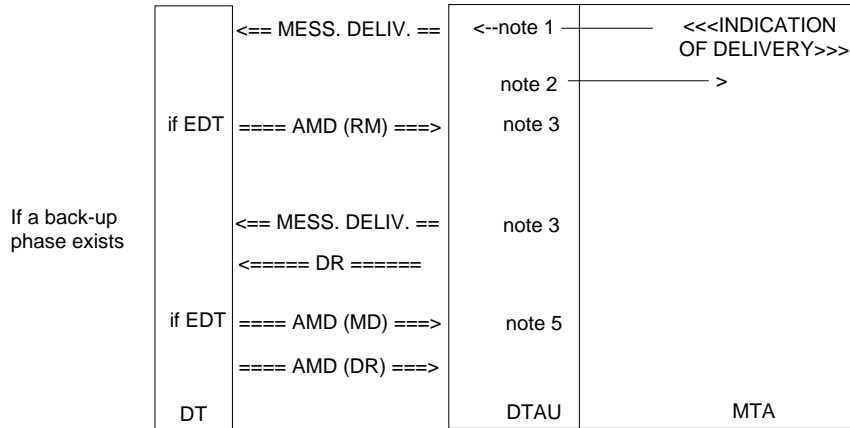 <== MESS. DELIV. == <--note 1 <<<INDICATION
OF DELIVERY>>>
note 2 >
if EDT ==== AMD (RM) ===> note 3
If a back-up
phase exists
<== MESS. DELIV. == note 3
<===== DR ======
if EDT ==== AMD (MD) ===> note 5
==== AMD (DR) ===>
DT DTAU MTA